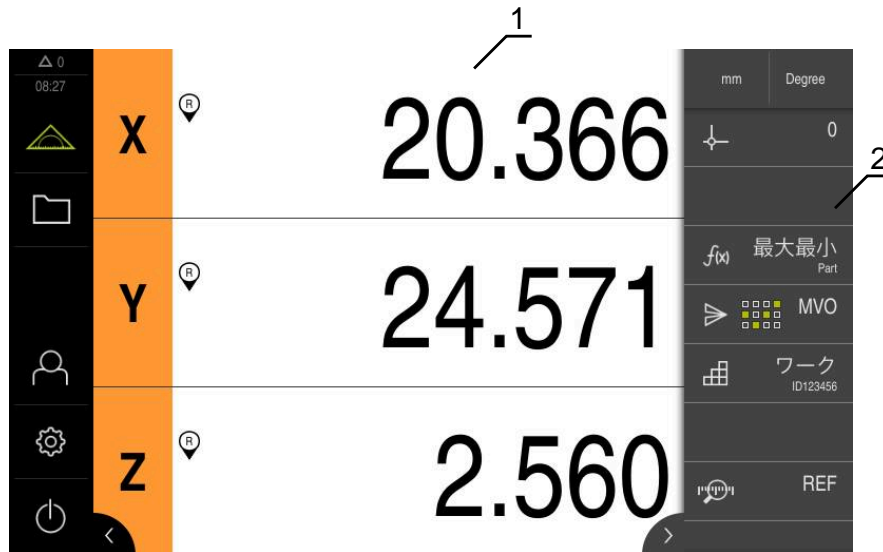 1
0
08:27
mm Degree
X R 20.366
0
2
Y R 24.571
f(x) 最大最小
Part
MVO
ワーク
ID123456
Z R 2.560
REF